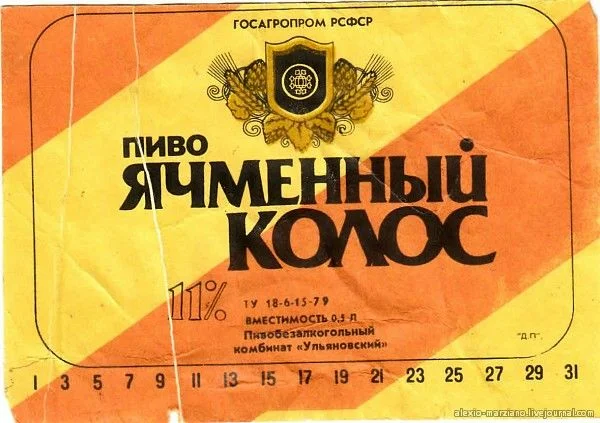 ГОСАГРОПРОМ РСФСР
ПИВО
ЯЧМЕННЫЙ
КОЛОС
11%
ТУ 18-6-15-79
ВМЕСТИМОСТЬ 0,5 Л
Пивобезалкогольный
комбинат «Ульяновский»
"Д.П"
1 3 5 7 9 11 13 15 17 19 21 23 25 27 29 31
alexio-marziano.livejournal.com